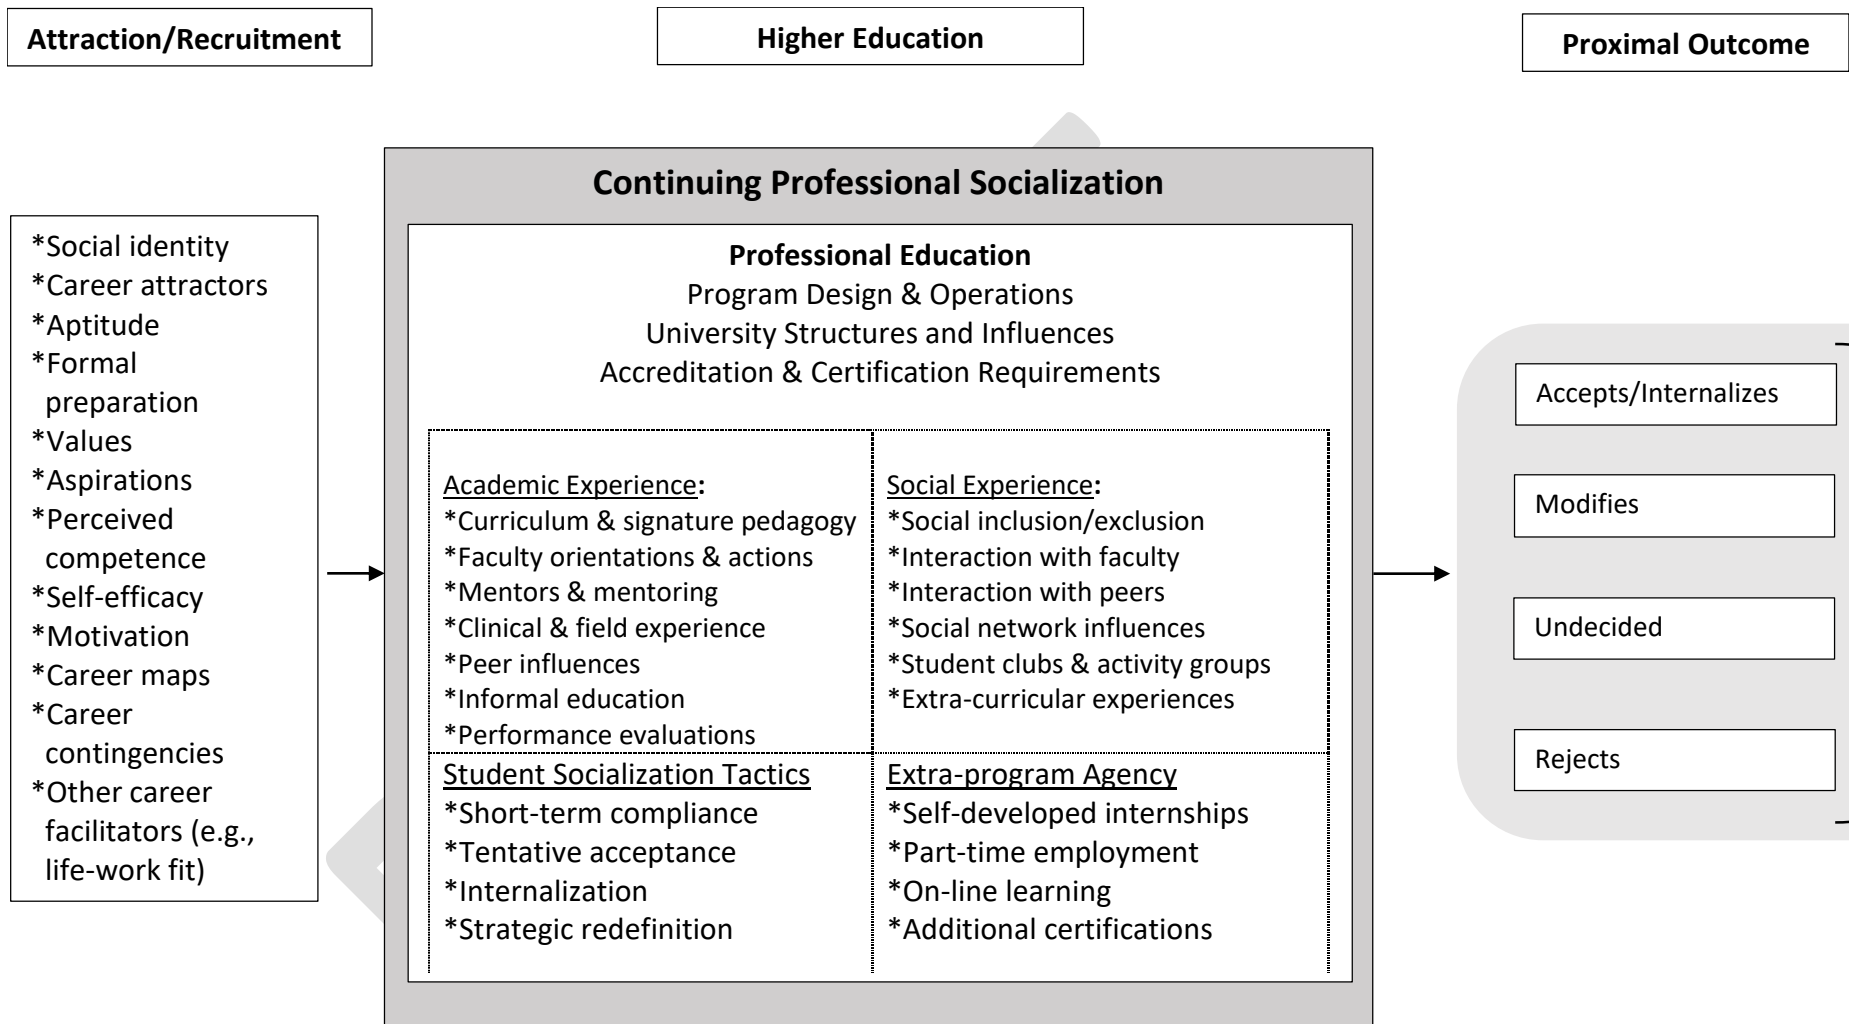 Attraction/Recruitment
Higher Education
Proximal Outcome
*Social identity
*Career attractors
*Aptitude
*Formal
preparation
*Values
*Aspirations
*Perceived
competence
*Self-efficacy
*Motivation
*Career maps
*Career
contingencies
*Other career
facilitators (e.g.,
life-work fit)
Continuing Professional Socialization
Professional Education
Program Design & Operations
University Structures and Influences
Accreditation & Certification Requirements
Academic Experience:
*Curriculum & signature pedagogy
*Faculty orientations & actions
*Mentors & mentoring
*Clinical & field experience
*Peer influences
*Informal education
*Performance evaluations
Social Experience:
*Social inclusion/exclusion
*Interaction with faculty
*Interaction with peers
*Social network influences
*Student clubs & activity groups
*Extra-curricular experiences
Student Socialization Tactics
*Short-term compliance
*Tentative acceptance
*Internalization
*Strategic redefinition
Extra-program Agency
*Self-developed internships
*Part-time employment
*On-line learning
*Additional certifications
Accepts/Internalizes
Modifies
Undecided
Rejects